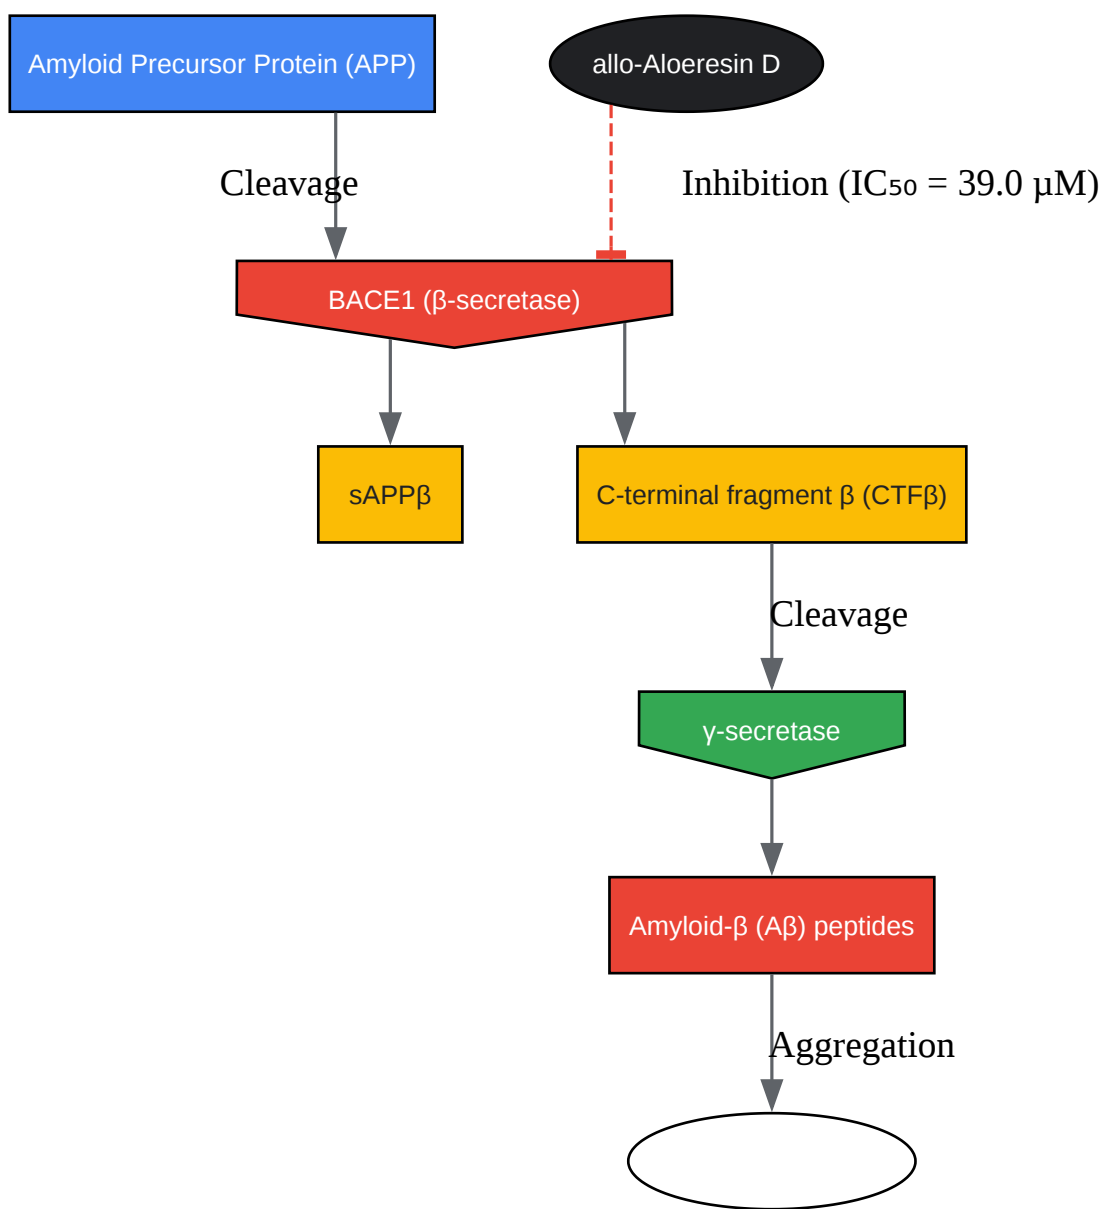 Amyloid Precursor Protein (APP)
allo-Aloeresin D
Cleavage
Inhibition (IC₅₀ = 39.0 µM)
BACE1 (β-secretase)
sAPPβ
C-terminal fragment β (CTFβ)
Cleavage
γ-secretase
Amyloid-β (Aβ) peptides
Aggregation